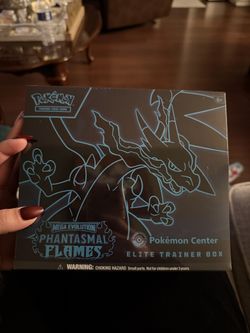 POKÉMON
TRADING CARD GAME
6+
MEGA EVOLUTION
PHANTASMAL
FLAMES
Pokémon Center
ELITE TRAINER BOX
WARNING: CHOKING HAZARD Small parts. Not for children under 3 years.